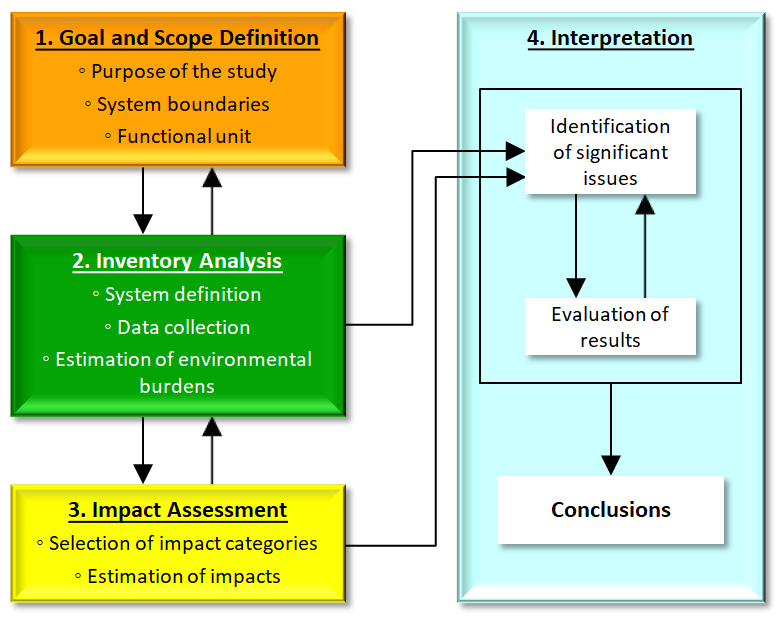 1. Goal and Scope Definition
◦ Purpose of the study
◦ System boundaries
◦ Functional unit
2. Inventory Analysis
◦ System definition
◦ Data collection
◦ Estimation of environmental
burdens
3. Impact Assessment
◦ Selection of impact categories
◦ Estimation of impacts
4. Interpretation
Identification
of significant
issues
Evaluation of
results
Conclusions